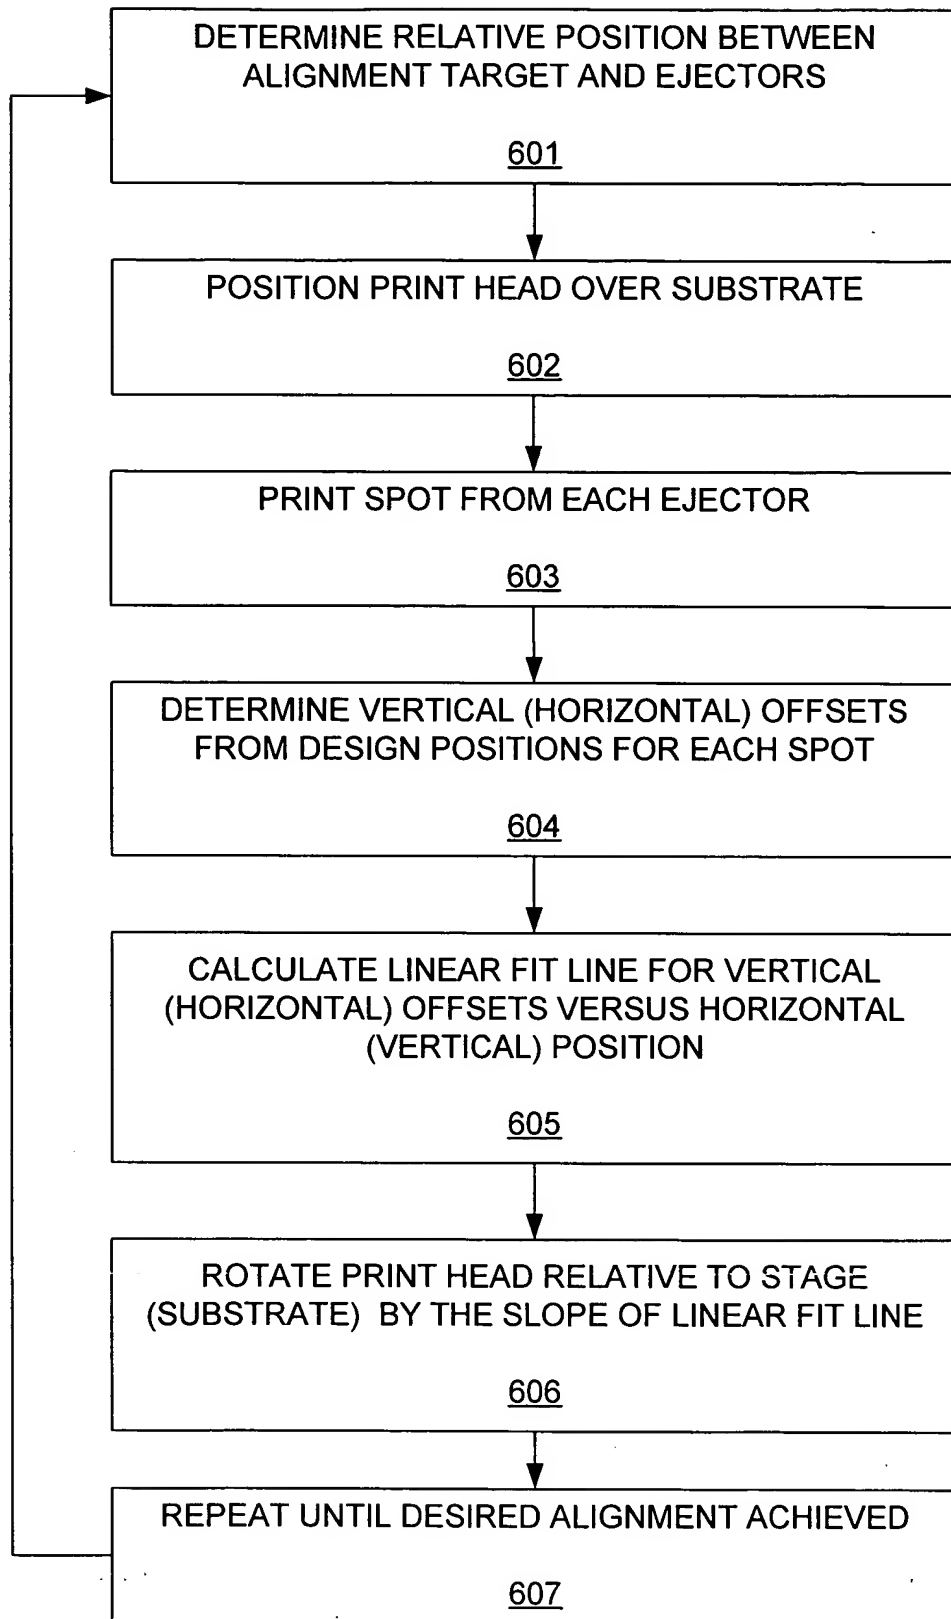 DETERMINE RELATIVE POSITION BETWEEN
ALIGNMENT TARGET AND EJECTORS
601
POSITION PRINT HEAD OVER SUBSTRATE
602
PRINT SPOT FROM EACH EJECTOR
603
DETERMINE VERTICAL (HORIZONTAL) OFFSETS
FROM DESIGN POSITIONS FOR EACH SPOT
604
CALCULATE LINEAR FIT LINE FOR VERTICAL
(HORIZONTAL) OFFSETS VERSUS HORIZONTAL
(VERTICAL) POSITION
605
ROTATE PRINT HEAD RELATIVE TO STAGE
(SUBSTRATE) BY THE SLOPE OF LINEAR FIT LINE
606
REPEAT UNTIL DESIRED ALIGNMENT ACHIEVED
607